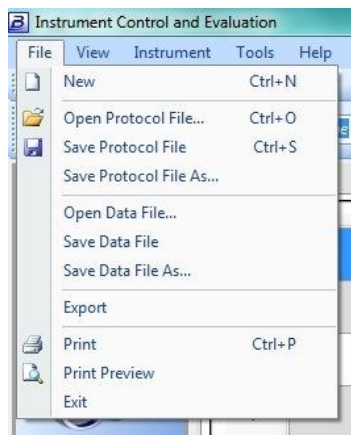 B Instrument Control and Evaluation
File View Instrument Tools Help
New Ctrl+N
Open Protocol File... Ctrl+O
Save Protocol File Ctrl+S
Save Protocol File As...
Open Data File...
Save Data File
Save Data File As...
Export
Print Ctrl+P
Print Preview
Exit